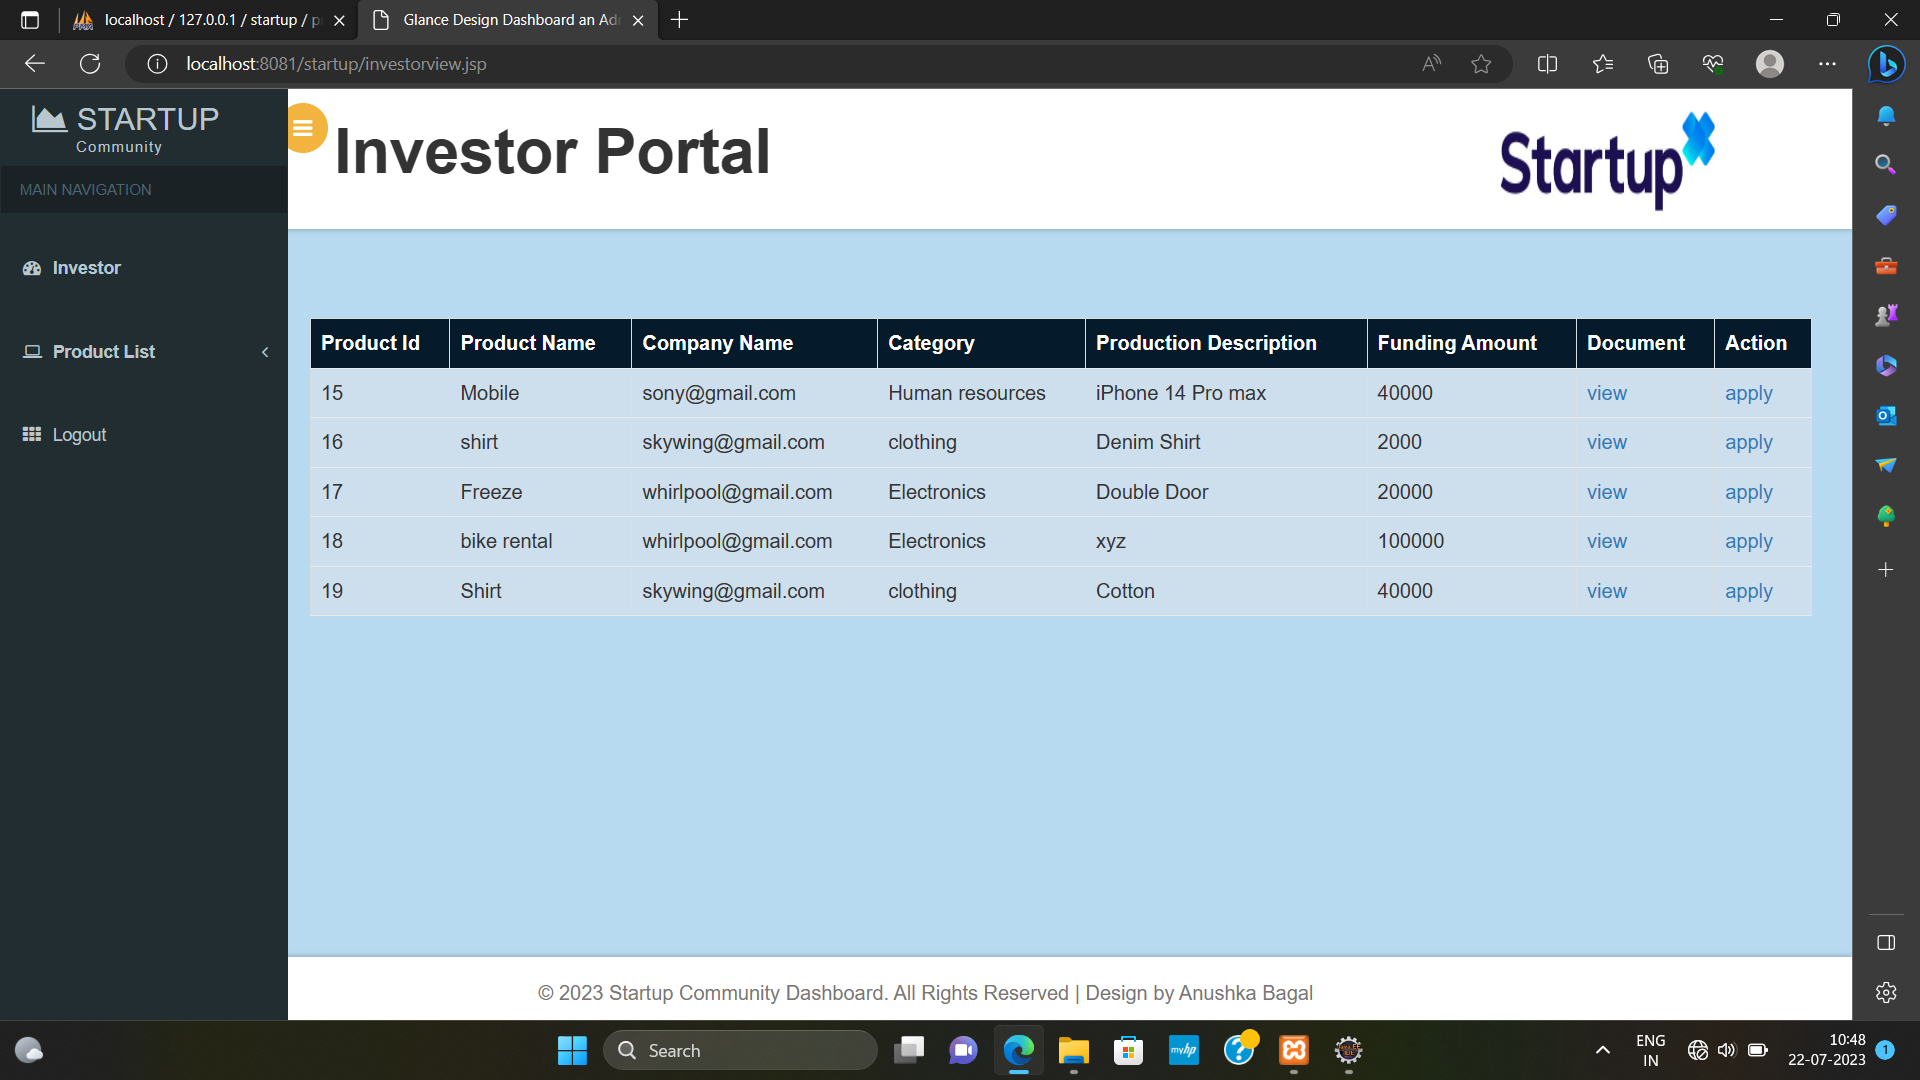 localhost / 127.0.0.1 / startup / p
Glance Design Dashboard an Ad
localhost:8081/startup/investorview.jsp
STARTUP
Community
MAIN NAVIGATION
Investor
Product List
Logout
Investor Portal
Startup
Product Id Product Name Company Name Category Production Description Funding Amount Document Action
15 Mobile sony@gmail.com Human resources iPhone 14 Pro max 40000 view apply
16 shirt skywing@gmail.com clothing Denim Shirt 2000 view apply
17 Freeze whirlpool@gmail.com Electronics Double Door 20000 view apply
18 bike rental whirlpool@gmail.com Electronics xyz 100000 view apply
19 Shirt skywing@gmail.com clothing Cotton 40000 view apply
© 2023 Startup Community Dashboard. All Rights Reserved | Design by Anushka Bagal
Search
myhp
ENG
IN
10:48
22-07-2023
1